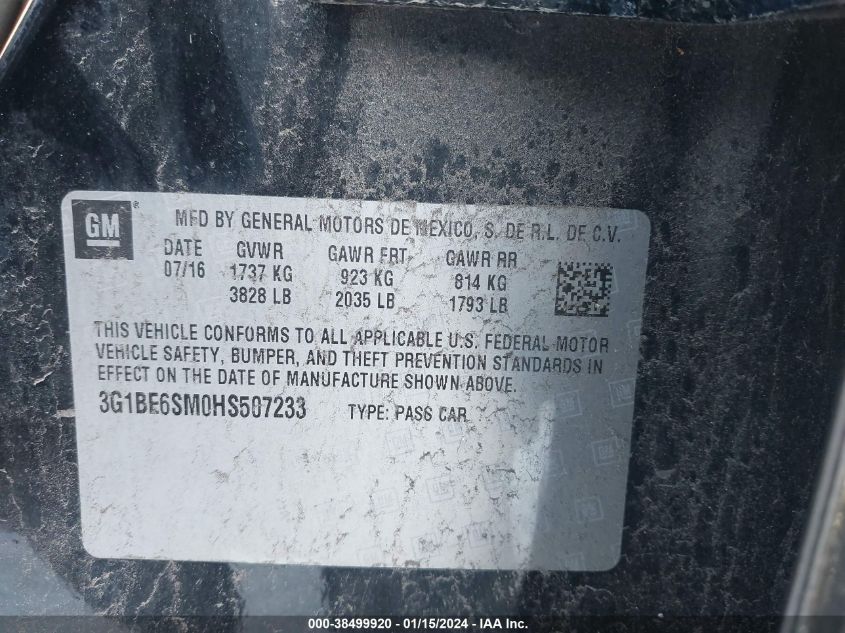 GM
MFD BY GENERAL MOTORS DE MEXICO, S. DE R.L. DE C.V.
DATE GVWR GAWR FRT GAWR RR
07/16 1737 KG 923 KG 814 KG
3828 LB 2035 LB 1793 LB
THIS VEHICLE CONFORMS TO ALL APPLICABLE U.S. FEDERAL MOTOR
VEHICLE SAFETY, BUMPER, AND THEFT PREVENTION STANDARDS IN
EFFECT ON THE DATE OF MANUFACTURE SHOWN ABOVE.
3G1BE6SM0HS507233 TYPE: PASS CAR
000-38499920 - 01/15/2024 - IAA Inc.